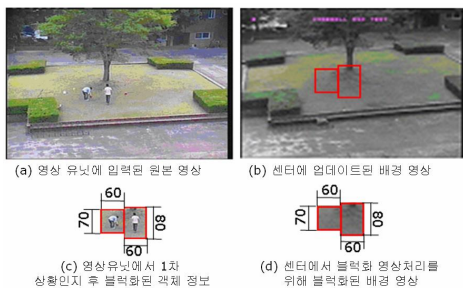 (a) 영상 유닛에 입력된 원본 영상
(b) 센터에 업데이트된 배경 영상
60
70
80
60
60
70
80
60
(c) 영상유닛에서 1차
상황인지 후 블럭화된 객체 정보
(d) 센터에서 블럭화 영상처리를
위해 블럭화된 배경 영상